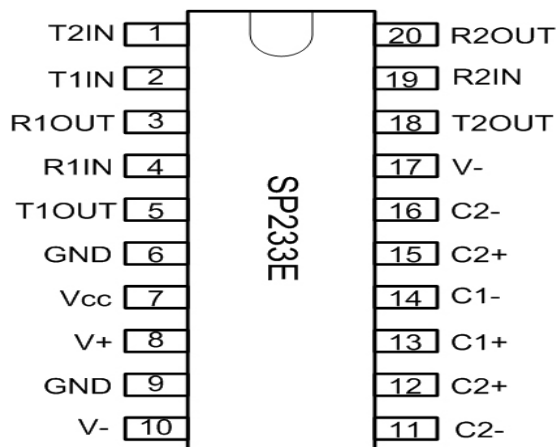 T2IN 1 20 R2OUT
T1IN 2 19 R2IN
R1OUT 3 18 T2OUT
R1IN 4 17 V-
T1OUT 5 16 C2-
GND 6 15 C2+
Vcc 7 14 C1-
V+ 8 13 C1+
GND 9 12 C2+
V- 10 11 C2-
SP233E